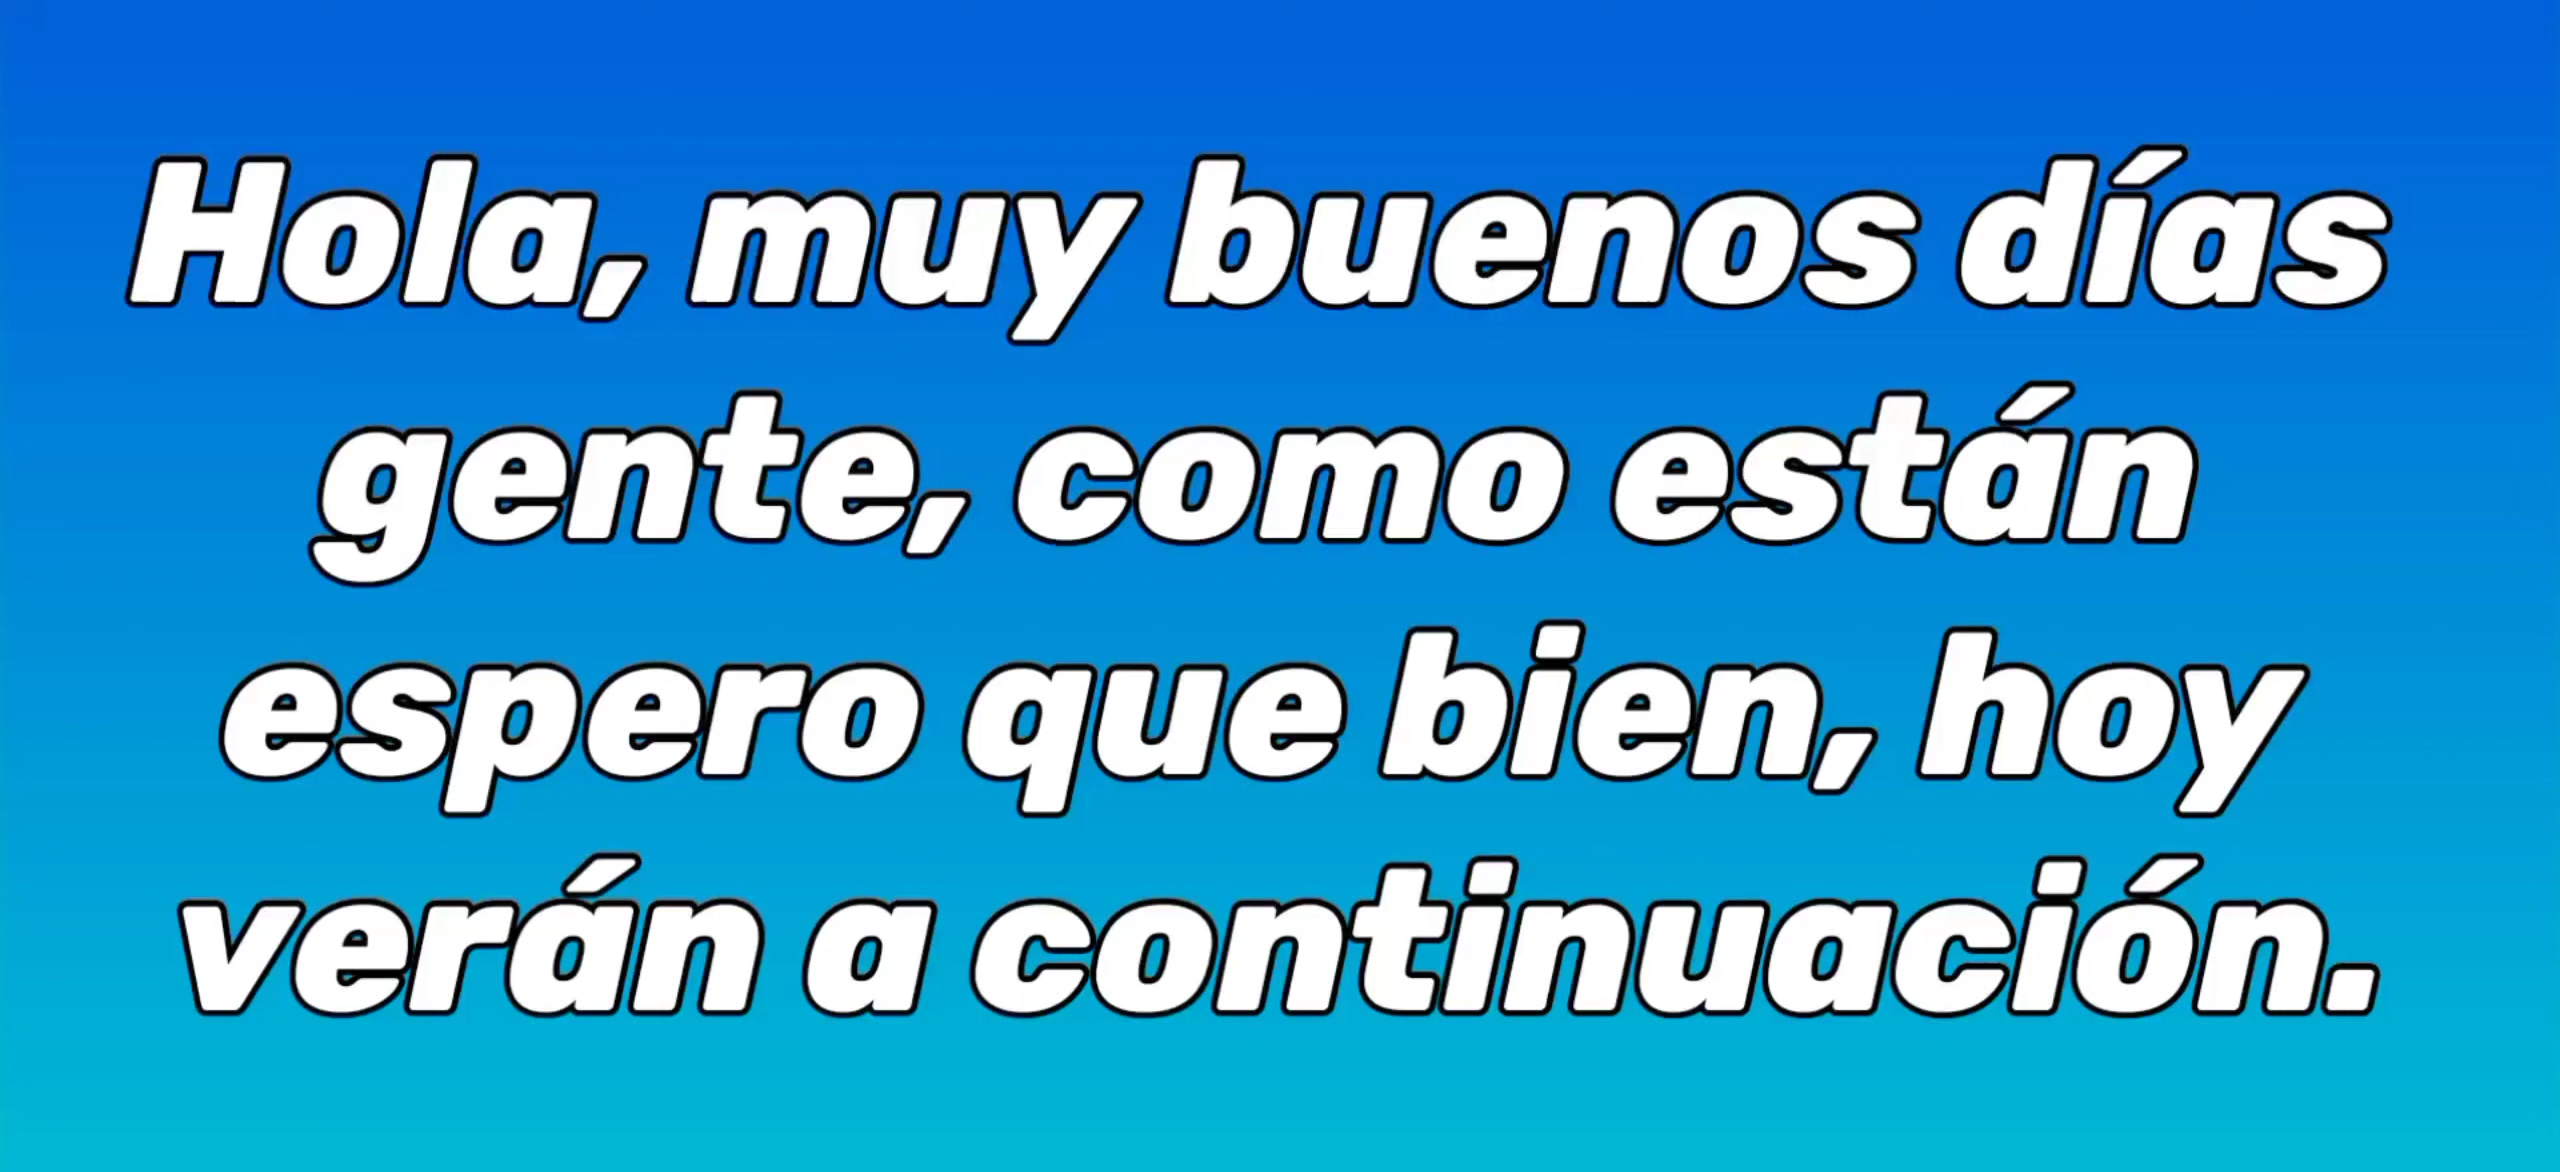 Hola, muy buenos días
gente, como están
espero que bien, hoy
verán a continuación.